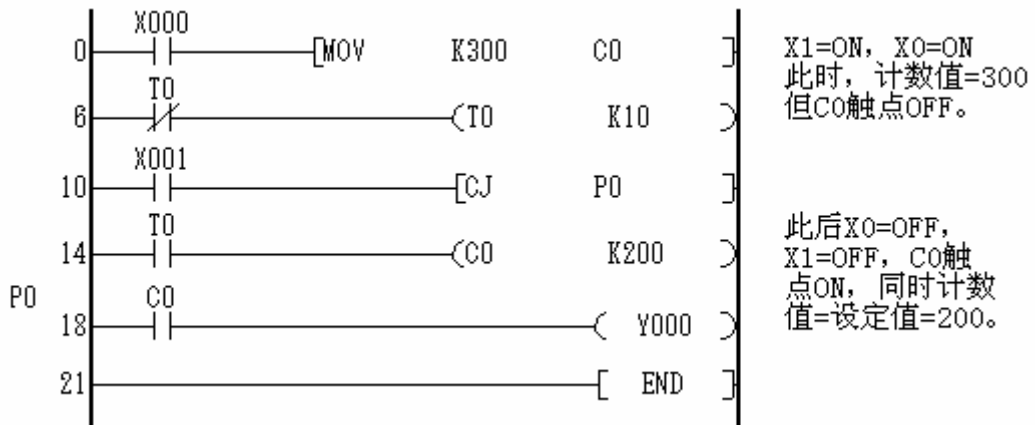 X000
0 [MOV K300 C0 ]
T0
6 (T0 K10 )
X001
10 [CJ P0 ]
T0
14 (C0 K200 )
P0 C0
18 ( Y000 )
21 [ END ]
X1=ON，X0=ON
此时，计数值=300
但C0触点OFF。
此后X0=OFF，
X1=OFF，C0触
点ON，同时计数
值=设定值=200。